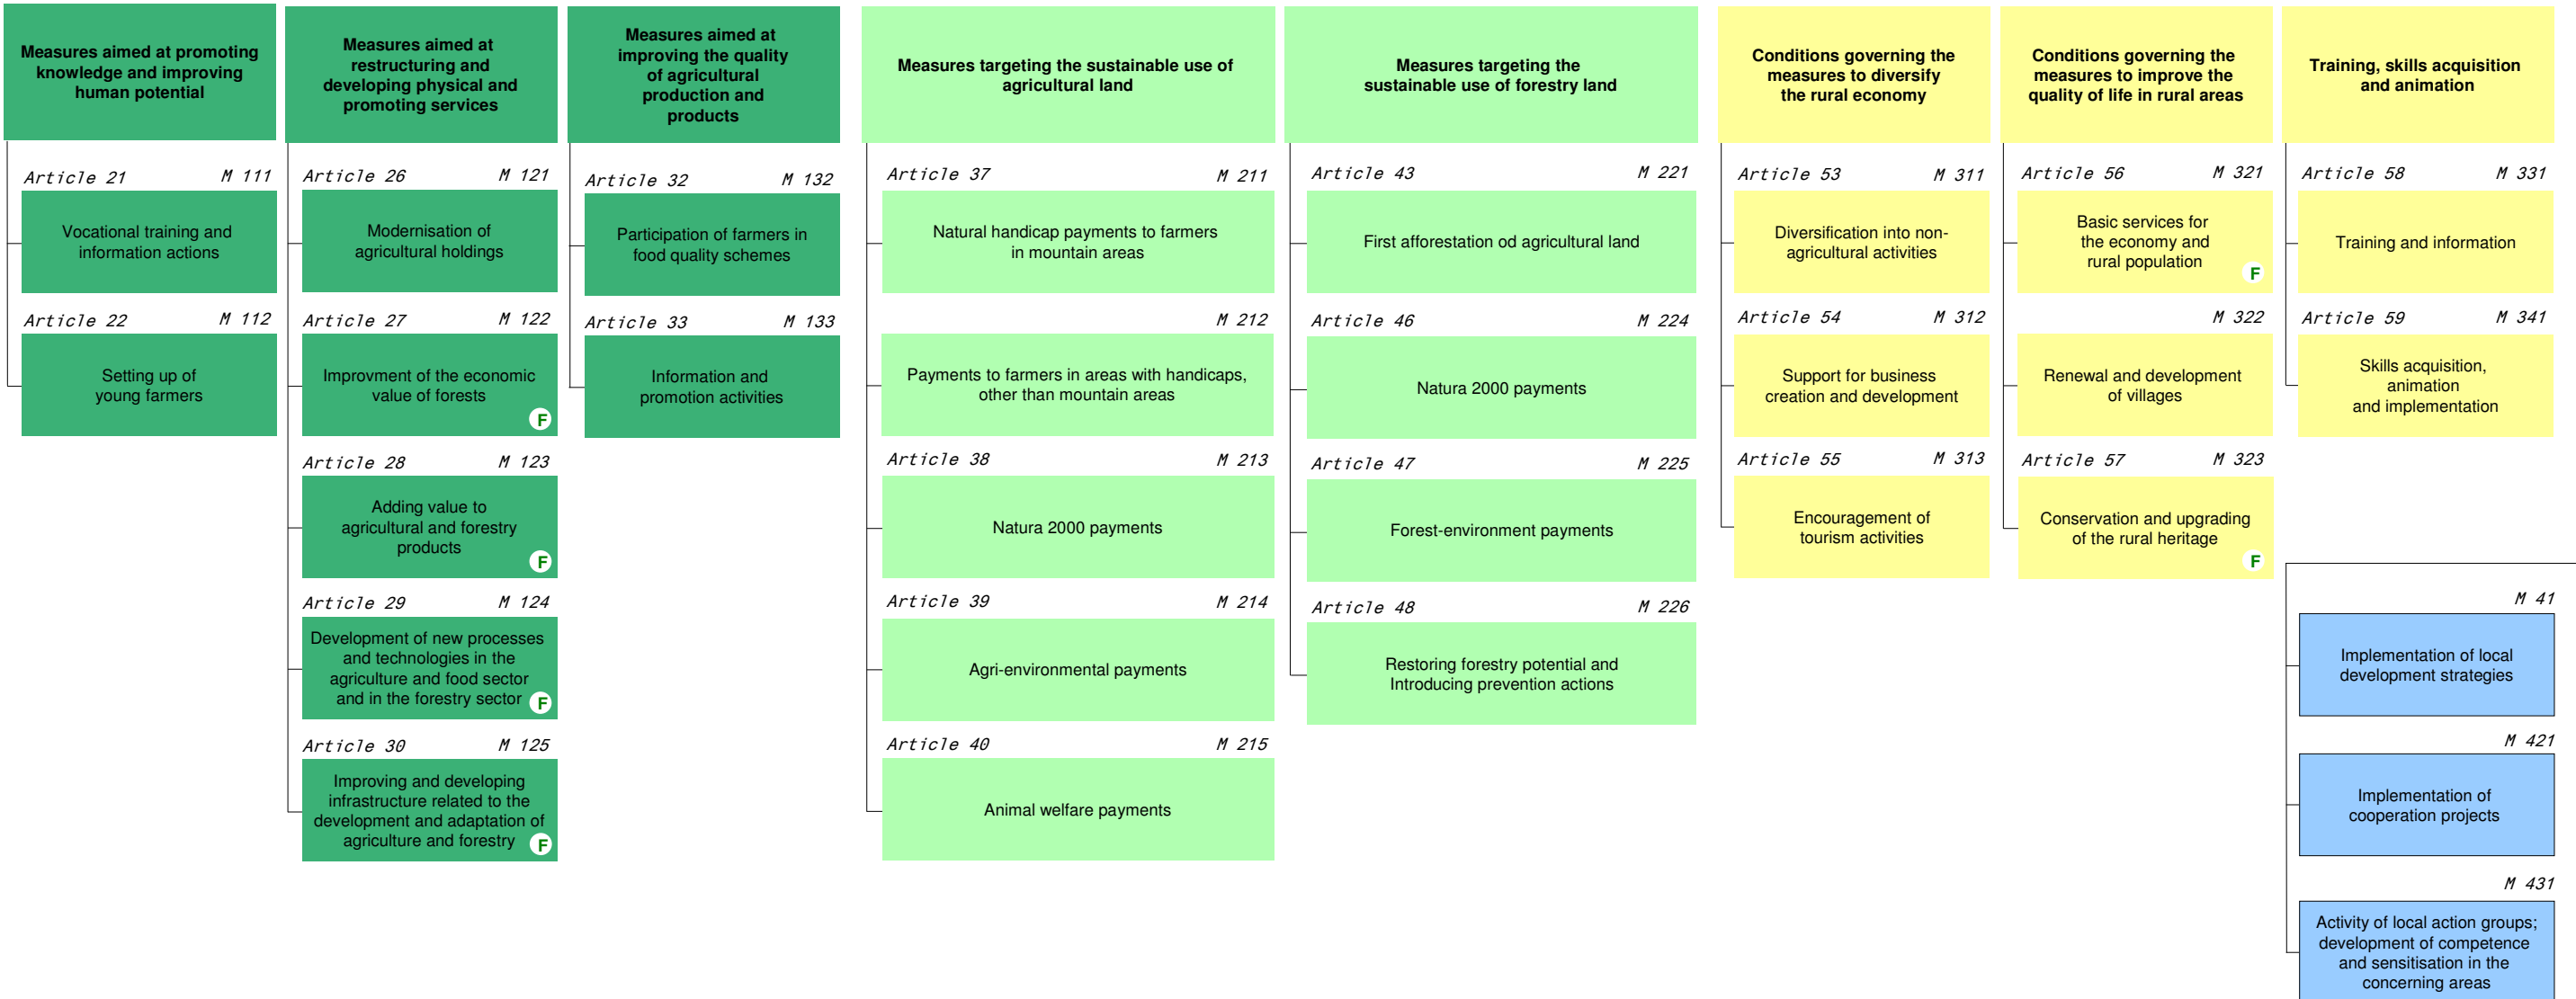 Measures aimed at promoting
knowledge and improving
human potential
Article 21 M 111
Vocational training and
information actions
Article 22 M 112
Setting up of
young farmers
Measures aimed at
restructuring and
developing physical and
promoting services
Article 26 M 121
Modernisation of
agricultural holdings
Article 27 M 122
Improvment of the economic
value of forests
F
Article 28 M 123
Adding value to
agricultural and forestry
products
F
Article 29 M 124
Development of new processes
and technologies in the
agriculture and food sector
and in the forestry sector
F
Article 30 M 125
Improving and developing
infrastructure related to the
development and adaptation of
agriculture and forestry
F
Measures aimed at
improving the quality
of agricultural
production and
products
Article 32 M 132
Participation of farmers in
food quality schemes
Article 33 M 133
Information and
promotion activities
Measures targeting the sustainable use of
agricultural land
Article 37 M 211
Natural handicap payments to farmers
in mountain areas
M 212
Payments to farmers in areas with handicaps,
other than mountain areas
Article 38 M 213
Natura 2000 payments
Article 39 M 214
Agri-environmental payments
Article 40 M 215
Animal welfare payments
Measures targeting the
sustainable use of forestry land
Article 43 M 221
First afforestation od agricultural land
Article 46 M 224
Natura 2000 payments
Article 47 M 225
Forest-environment payments
Article 48 M 226
Restoring forestry potential and
Introducing prevention actions
Conditions governing the
measures to diversify
the rural economy
Article 53 M 311
Diversification into non-
agricultural activities
Article 54 M 312
Support for business
creation and development
Article 55 M 313
Encouragement of
tourism activities
Conditions governing the
measures to improve the
quality of life in rural areas
Article 56 M 321
Basic services for
the economy and
rural population
F
M 322
Renewal and development
of villages
Article 57 M 323
Conservation and upgrading
of the rural heritage
F
Training, skills acquisition
and animation
Article 58 M 331
Training and information
Article 59 M 341
Skills acquisition,
animation
and implementation
M 41
Implementation of local
development strategies
M 421
Implementation of
cooperation projects
M 431
Activity of local action groups;
development of competence
and sensitisation in the
concerning areas